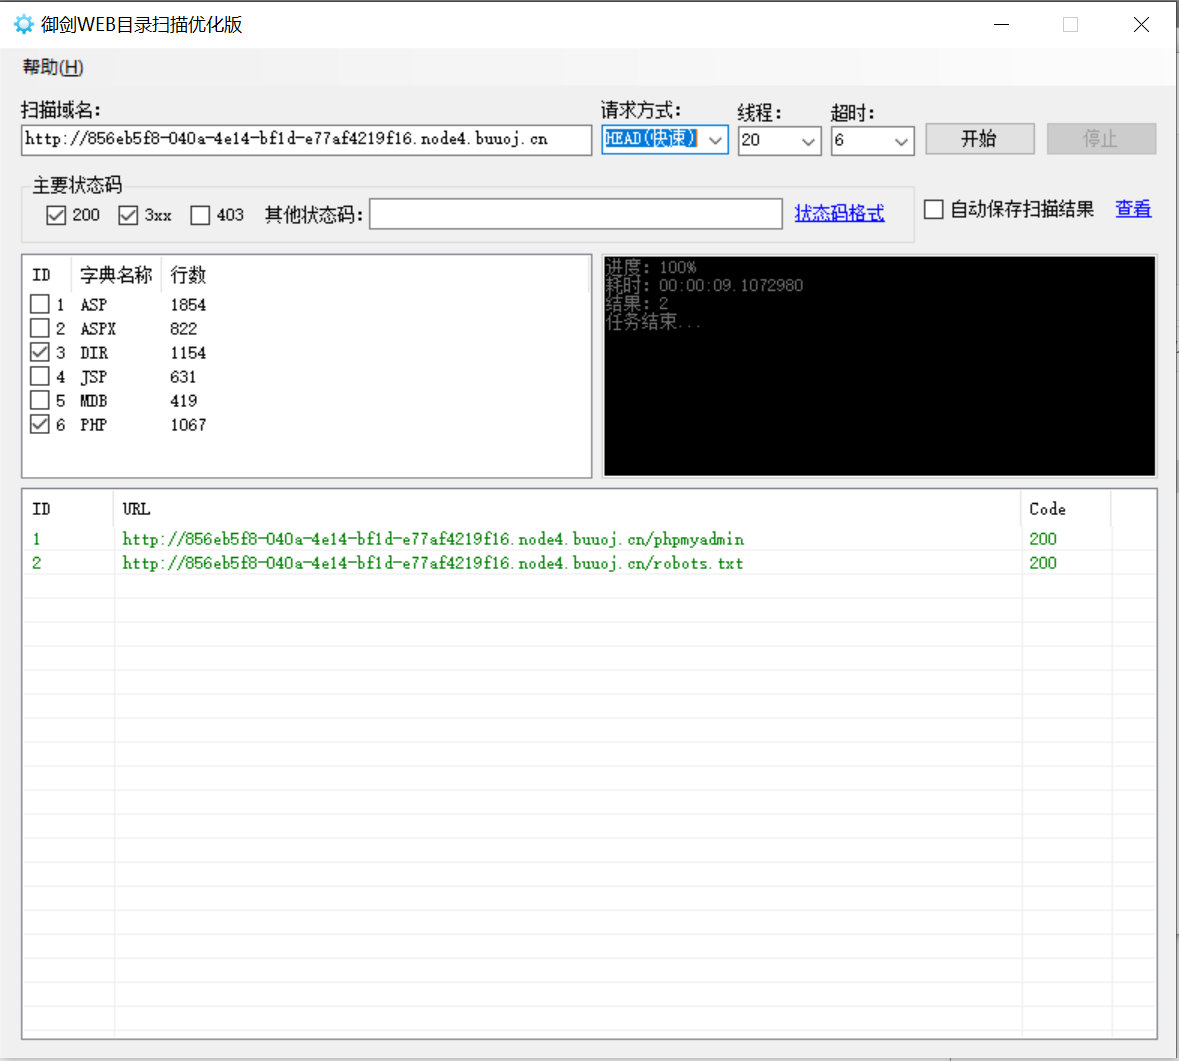 御剑WEB目录扫描优化版
帮助(H)
扫描域名: 请求方式: 线程: 超时:
http://856eb5f8-040a-4e14-bf1d-e77af4219f16.node4.buuoj.cn HEAD(快速) 20 6 开始 停止
主要状态码
200 3xx 403 其他状态码: 状态码格式 自动保存扫描结果 查看
ID 字典名称 行数
1 ASP 1854
2 ASPX 822
3 DIR 1154
4 JSP 631
5 MDB 419
6 PHP 1067
进度: 100%
耗时: 00:00:09.1072980
结果: 2
任务结束...
ID URL Code
1 http://856eb5f8-040a-4e14-bf1d-e77af4219f16.node4.buuoj.cn/phpmyadmin 200
2 http://856eb5f8-040a-4e14-bf1d-e77af4219f16.node4.buuoj.cn/robots.txt 200